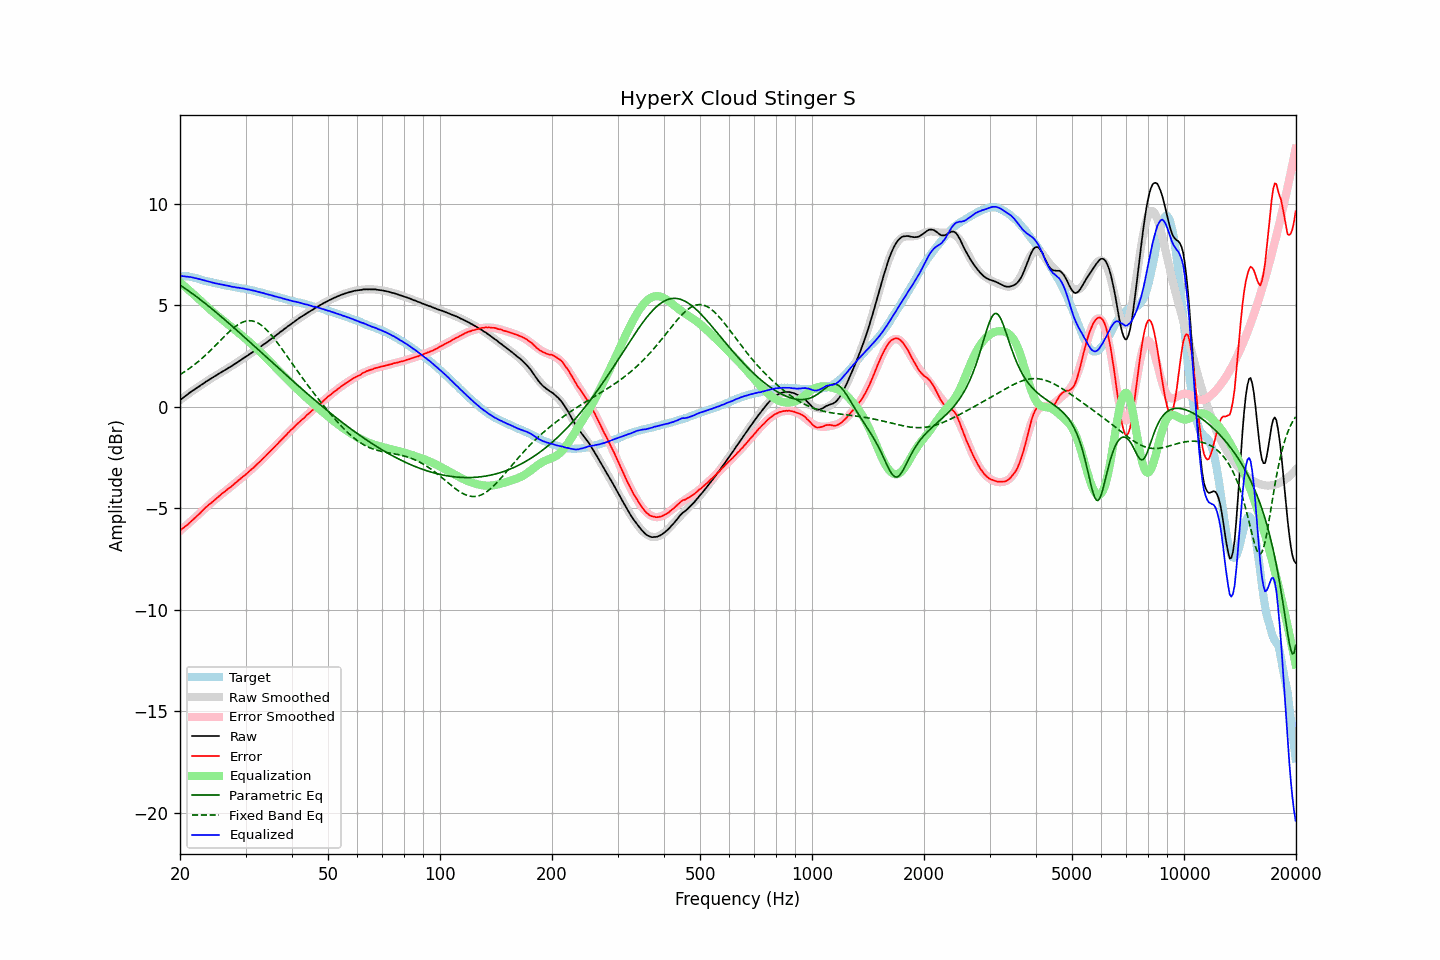 HyperX Cloud Stinger S
10
5
0
−5
−10
−15
−20
Amplitude (dBr)
Target
Raw Smoothed
Error Smoothed
Raw
Error
Equalization
Parametric Eq
Fixed Band Eq
Equalized
20 50 100 200 500 1000 2000 5000 10000 20000
Frequency (Hz)